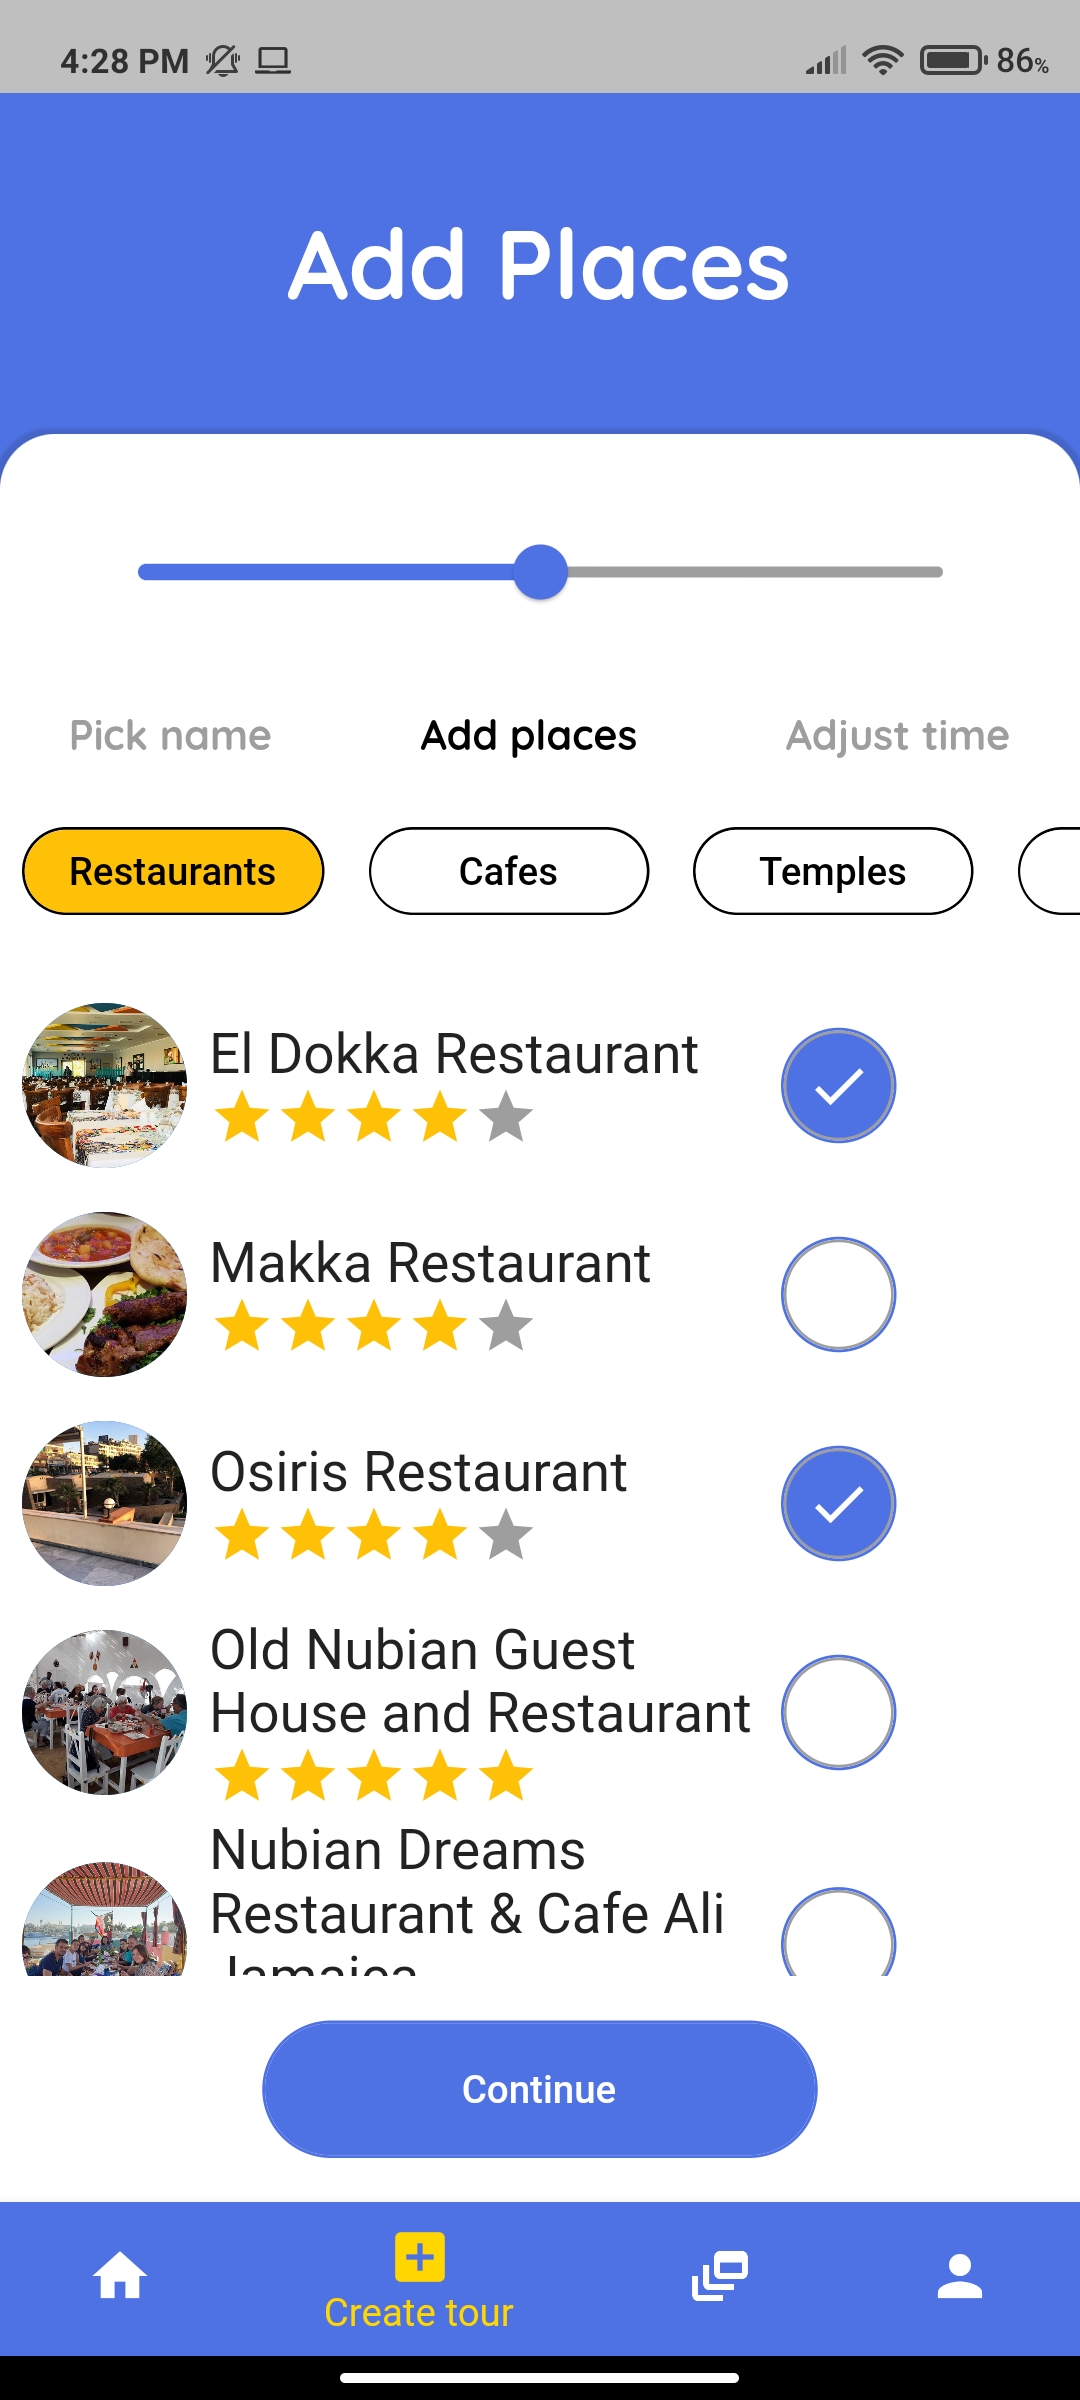 4:28 PM
86%
Add Places
Pick name Add places Adjust time
Restaurants Cafes Temples
El Dokka Restaurant
Makka Restaurant
Osiris Restaurant
Old Nubian Guest
House and Restaurant
Nubian Dreams
Restaurant & Cafe Ali
Jamaica
Continue
Create tour